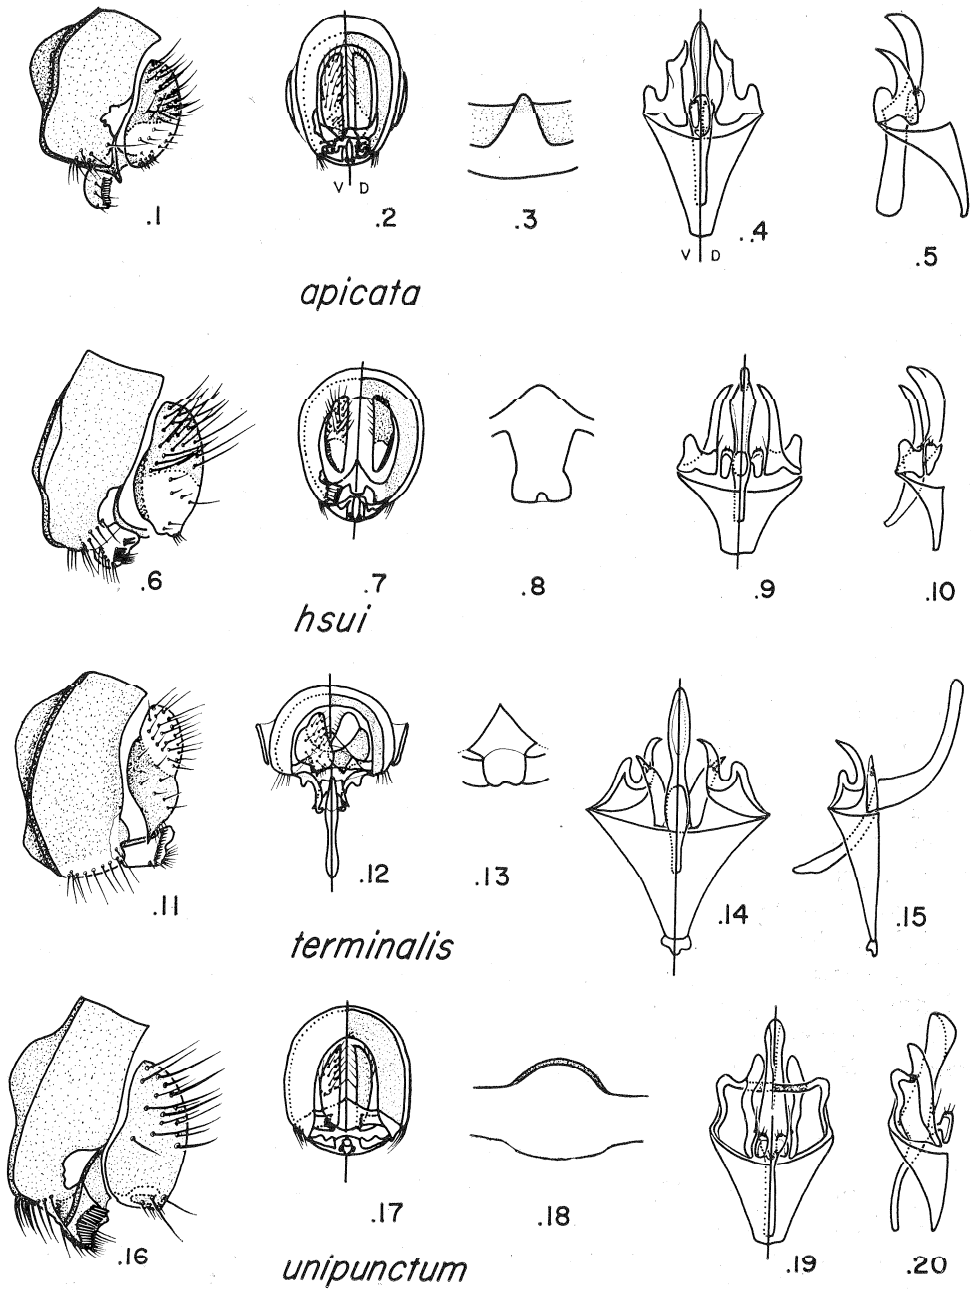 .1 .2 .3 .4 .5
V D
V D
apicata
.6 .7 .8 .9 .10
hsui
.11 .12 .13 .14 .15
terminalis
.16 .17 .18 .19 .20
unipunctum